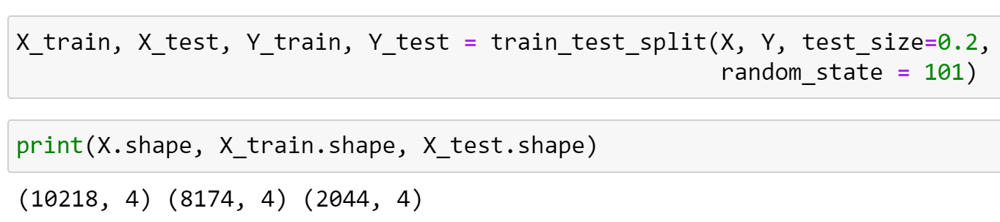 X_train, X_test, Y_train, Y_test = train_test_split(X, Y, test_size=0.2,
random_state = 101)
print(X.shape, X_train.shape, X_test.shape)
(10218, 4) (8174, 4) (2044, 4)